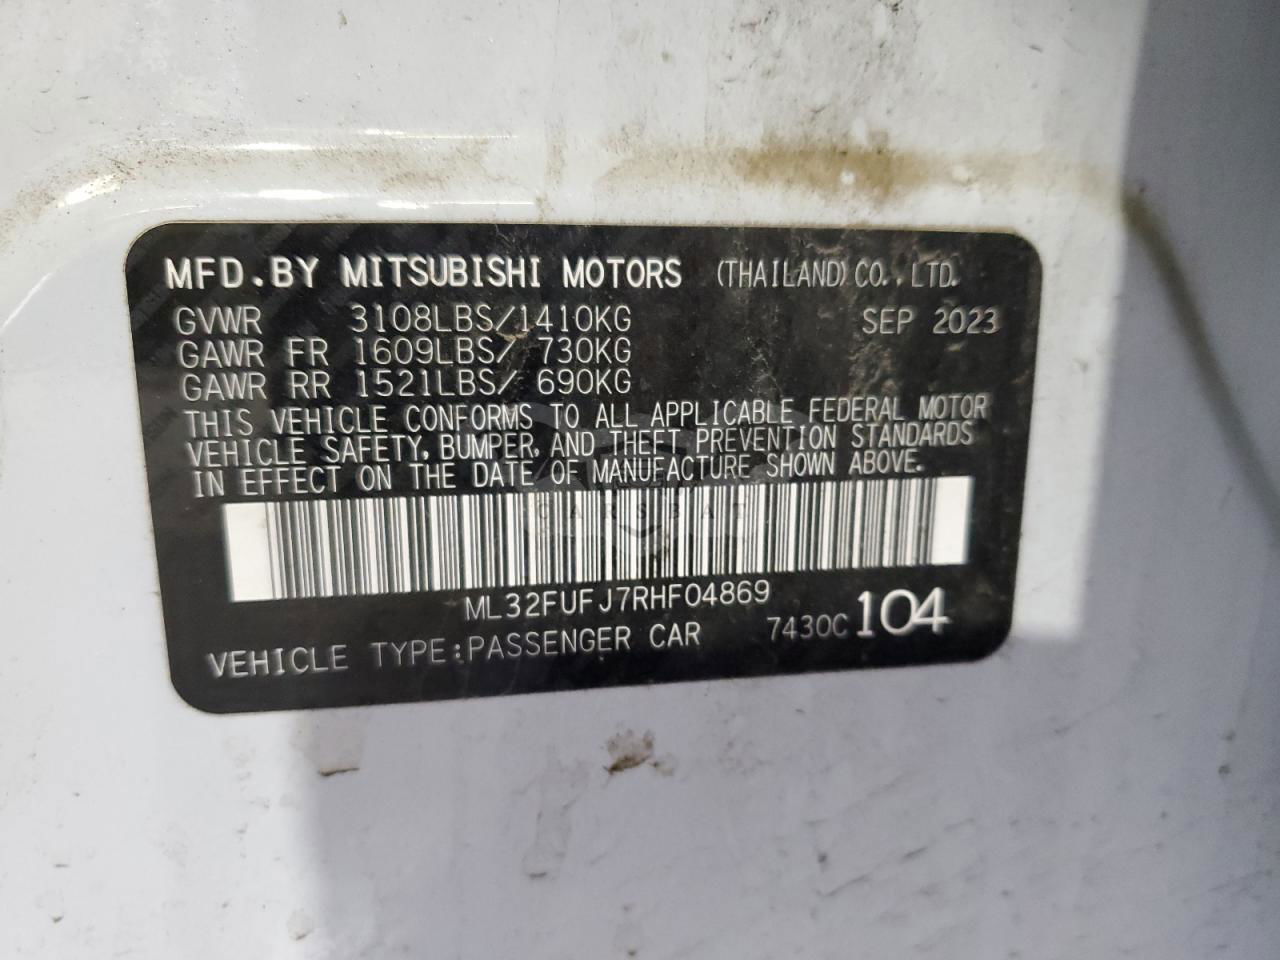 MFD.BY MITSUBISHI MOTORS (THAILAND)CO.,LTD.
GVWR 3108LBS/1410KG SEP 2023
GAWR FR 1609LBS/ 730KG
GAWR RR 1521LBS/ 690KG
THIS VEHICLE CONFORMS TO ALL APPLICABLE FEDERAL MOTOR
VEHICLE SAFETY, BUMPER, AND THEFT PREVENTION STANDARDS
IN EFFECT ON THE DATE OF MANUFACTURE SHOWN ABOVE.
CARSBAT
ML32FUFJ7RHF04869
VEHICLE TYPE:PASSENGER CAR 7430C 104